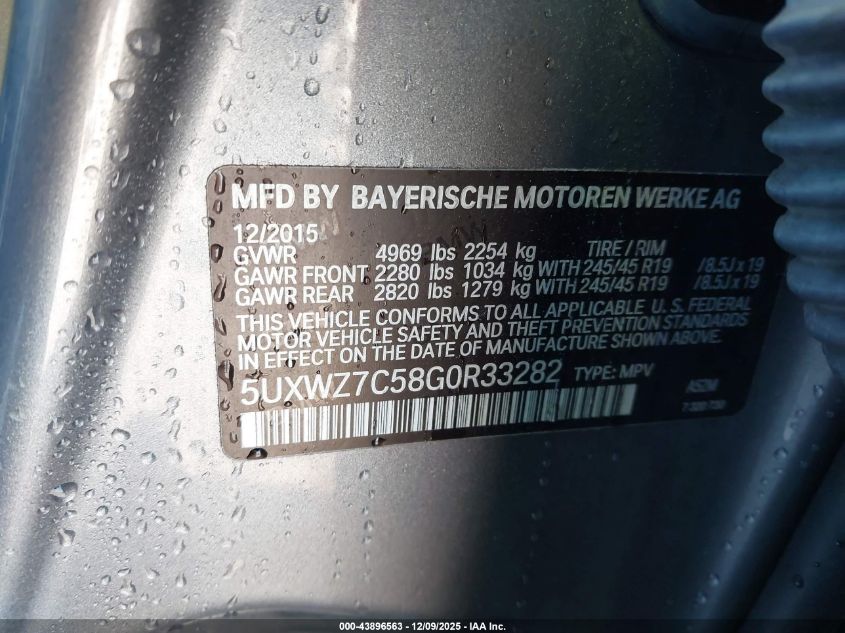 MFD BY BAYERISCHE MOTOREN WERKE AG
12/2015
GVWR 4969 lbs 2254 kg TIRE / RIM
GAWR FRONT 2280 lbs 1034 kg WITH 245/45 R19 /8.5J x 19
GAWR REAR 2820 lbs 1279 kg WITH 245/45 R19 /8.5J x 19
THIS VEHICLE CONFORMS TO ALL APPLICABLE U. S. FEDERAL
MOTOR VEHICLE SAFETY AND THEFT PREVENTION STANDARDS
IN EFFECT ON THE DATE OF MANUFACTURE SHOWN ABOVE.
5UXWZ7C58G0R33282 TYPE: MPV
000-43896563 - 12/09/2025 - IAA Inc.